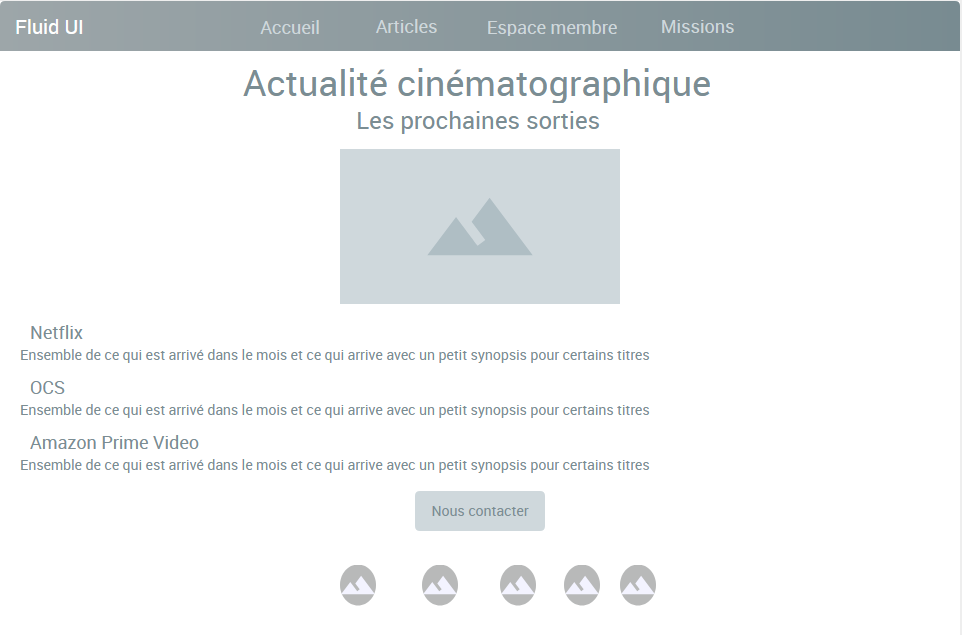 Fluid UI Accueil Articles Espace membre Missions
Actualité cinématographique
Les prochaines sorties
Netflix
Ensemble de ce qui est arrivé dans le mois et ce qui arrive avec un petit synopsis pour certains titres
OCS
Ensemble de ce qui est arrivé dans le mois et ce qui arrive avec un petit synopsis pour certains titres
Amazon Prime Video
Ensemble de ce qui est arrivé dans le mois et ce qui arrive avec un petit synopsis pour certains titres
Nous contacter